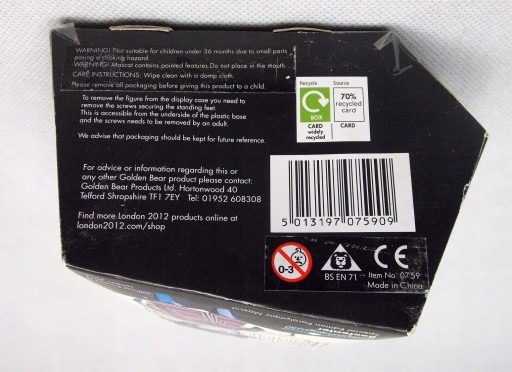 WARNING! Not suitable for children under 36 months due to small parts
posing a choking hazard.
WARNING! Mascot contains pointed features. Do not place in the mouth.
CARE INSTRUCTIONS: Wipe clean with a damp cloth.
Please remove all packaging before giving this product to a child.
To remove the figure from the display case you need to
remove the screws securing the standing feet.
This is accessible from the underside of the plastic base
and the screws needs to be removed by an adult.
We advise that packaging should be kept for future reference.
For advice or information regarding this or
any other Golden Bear product please contact:
Golden Bear Products Ltd. Hortonwood 40
Telford Shropshire TF1 7EY Tel: 01952 608308
Find more London 2012 products online at
london2012.com/shop
Recycle
BOX
CARD
widely
recycled
Source
70%
recycled
card
CARD
5 013197 075909
0-3
BS EN 71
CE
Item No: 0759
Made in China
Paralympic Mascot